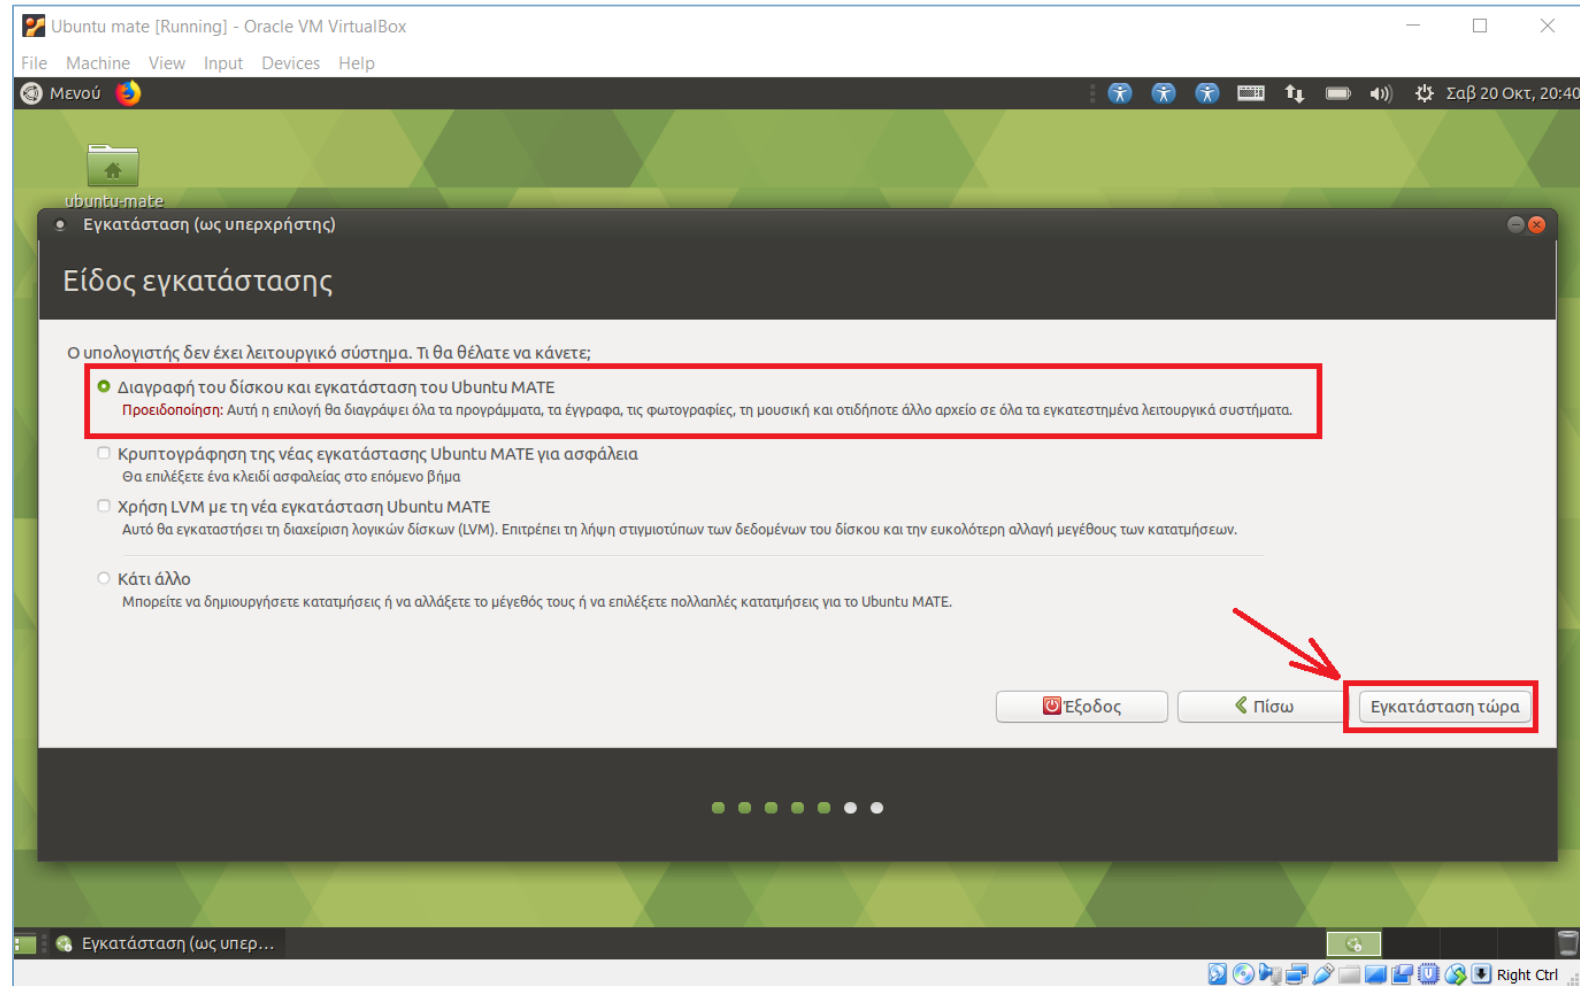 Ubuntu mate [Running] - Oracle VM VirtualBox
File Machine View Input Devices Help
Μενού Σαβ 20 Οκτ, 20:40
ubuntu-mate
Εγκατάσταση (ως υπερχρήστης)
Είδος εγκατάστασης
Ο υπολογιστής δεν έχει λειτουργικό σύστημα. Τι θα θέλατε να κάνετε;
Διαγραφή του δίσκου και εγκατάσταση του Ubuntu MATE
Προειδοποίηση: Αυτή η επιλογή θα διαγράψει όλα τα προγράμματα, τα έγγραφα, τις φωτογραφίες, τη μουσική και οτιδήποτε άλλο αρχείο σε όλα τα εγκατεστημένα λειτουργικά συστήματα.
Κρυπτογράφηση της νέας εγκατάστασης Ubuntu MATE για ασφάλεια
Θα επιλέξετε ένα κλειδί ασφαλείας στο επόμενο βήμα
Χρήση LVM με τη νέα εγκατάσταση Ubuntu MATE
Αυτό θα εγκαταστήσει τη διαχείριση λογικών δίσκων (LVM). Επιτρέπει τη λήψη στιγμιοτύπων των δεδομένων του δίσκου και την ευκολότερη αλλαγή μεγέθους των κατατμήσεων.
Κάτι άλλο
Μπορείτε να δημιουργήσετε κατατμήσεις ή να αλλάξετε το μέγεθός τους ή να επιλέξετε πολλαπλές κατατμήσεις για το Ubuntu MATE.
Έξοδος Πίσω Εγκατάσταση τώρα
Εγκατάσταση (ως υπερ...
Right Ctrl